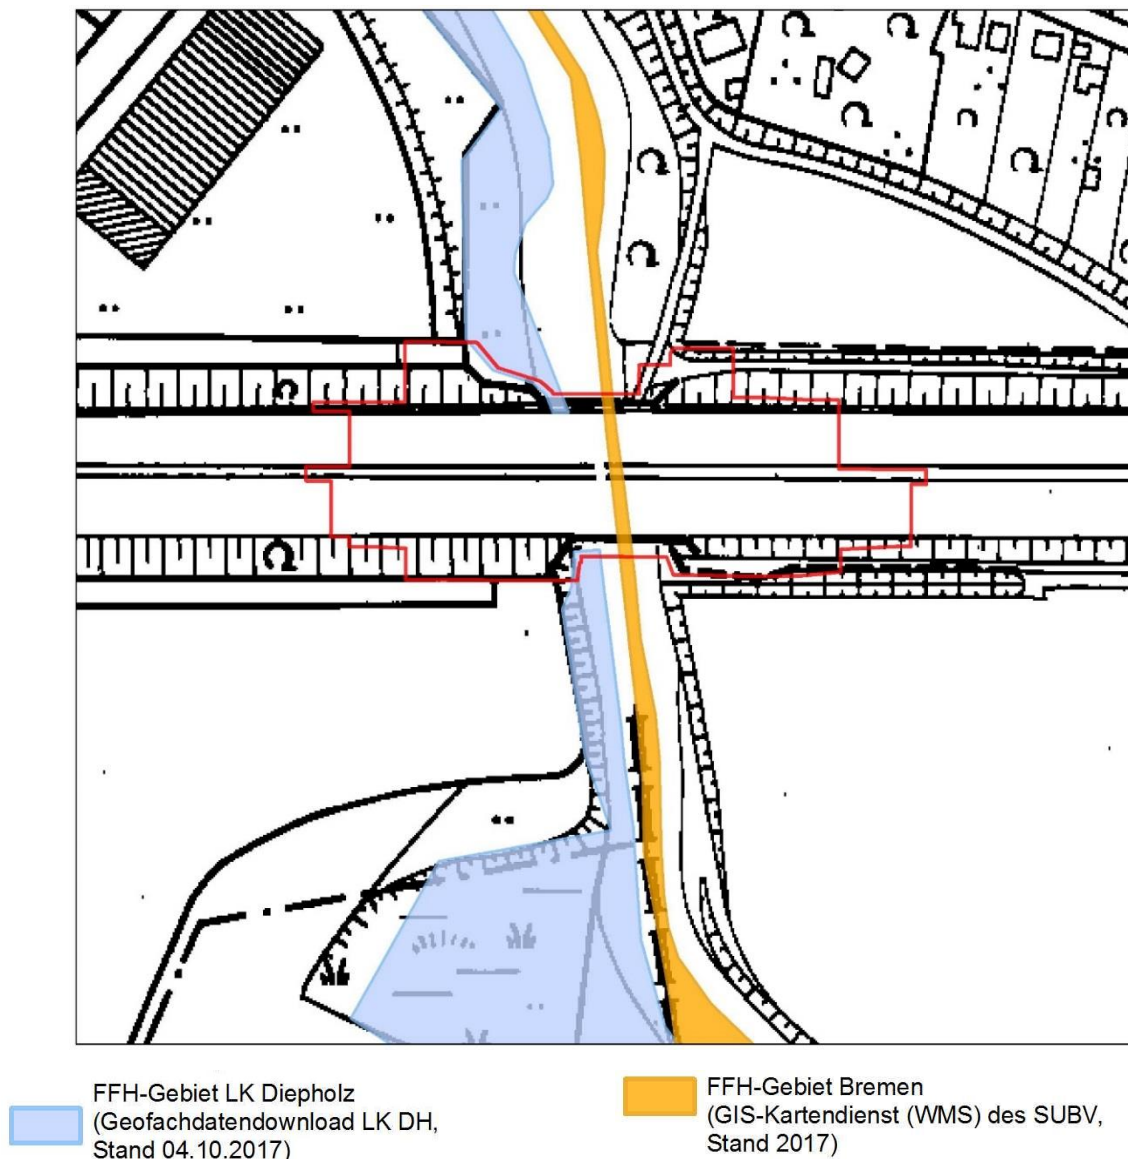 FFH-Gebiet LK Diepholz
(Geofachdatendownload LK DH,
Stand 04.10.2017)
FFH-Gebiet Bremen
(GIS-Kartendienst (WMS) des SUBV,
Stand 2017)